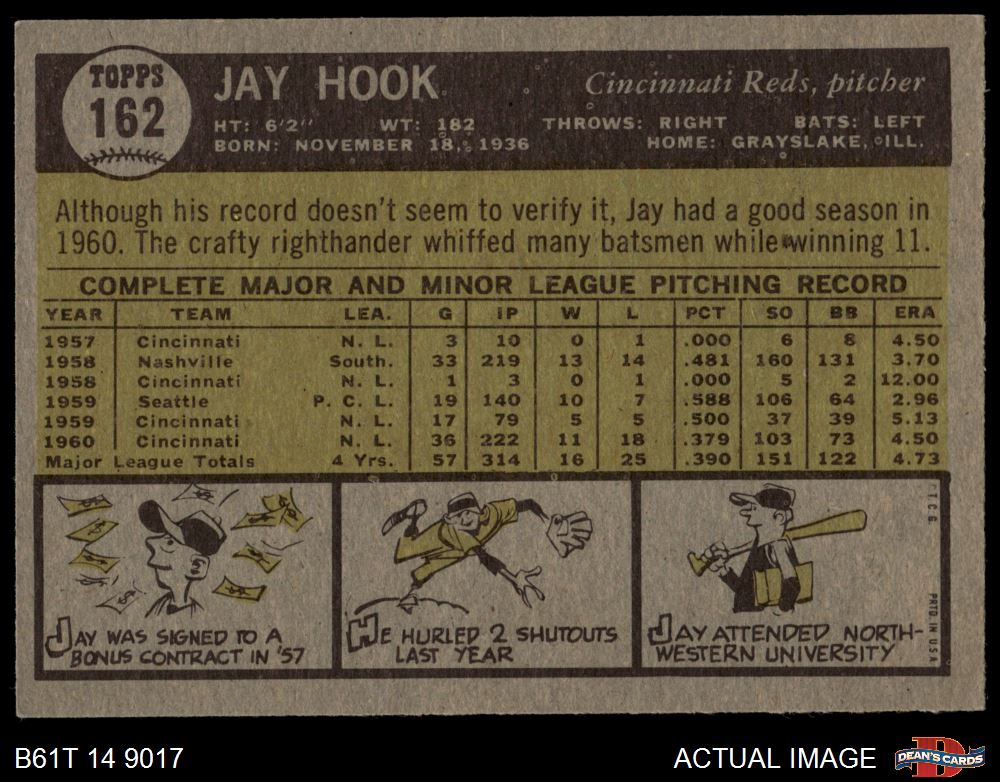 TOPPS
162
JAY HOOK
Cincinnati Reds, pitcher
HT: 6'2" WT: 182 THROWS: RIGHT BATS: LEFT
BORN: NOVEMBER 18, 1936 HOME: GRAYSLAKE, ILL.
Although his record doesn't seem to verify it, Jay had a good season in
1960. The crafty righthander whiffed many batsmen while winning 11.
COMPLETE MAJOR AND MINOR LEAGUE PITCHING RECORD
YEAR TEAM LEA. G IP W L PCT SO BB ERA
1957 Cincinnati N. L. 3 10 0 1 .000 6 8 4.50
1958 Nashville South. 33 219 13 14 .481 160 131 3.70
1958 Cincinnati N. L. 1 3 0 1 .000 5 2 12.00
1959 Seattle P. C. L. 19 140 10 7 .588 106 64 2.96
1959 Cincinnati N. L. 17 79 5 5 .500 37 39 5.13
1960 Cincinnati N. L. 36 222 11 18 .379 103 73 4.50
Major League Totals 4 Yrs. 57 314 16 25 .390 151 122 4.73
JAY WAS SIGNED TO A
BONUS CONTRACT IN '57
HE HURLED 2 SHUTOUTS
LAST YEAR
JAY ATTENDED NORTH-
WESTERN UNIVERSITY
T.C.G.
PRTD. IN U.S.A.
B61T 14 9017
ACTUAL IMAGE
D
DEAN'S CARDS